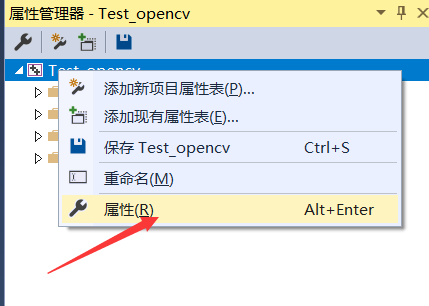 属性管理器 - Test_opencv
Test_opencv
添加新项目属性表(P)...
添加现有属性表(E)...
保存 Test_opencv Ctrl+S
重命名(M)
属性(R) Alt+Enter